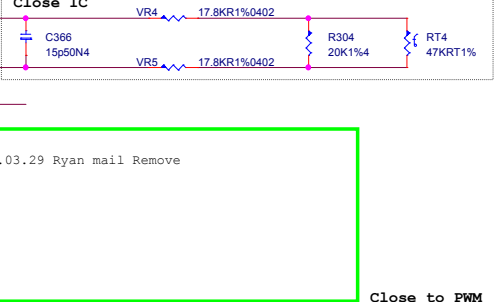 Close IC
VR4 17.8KR1%0402
C366
15p50N4
R304
20K1%4
RT4
47KRT1%
VR5 17.8KR1%0402
.03.29 Ryan mail Remove
Close to PWM